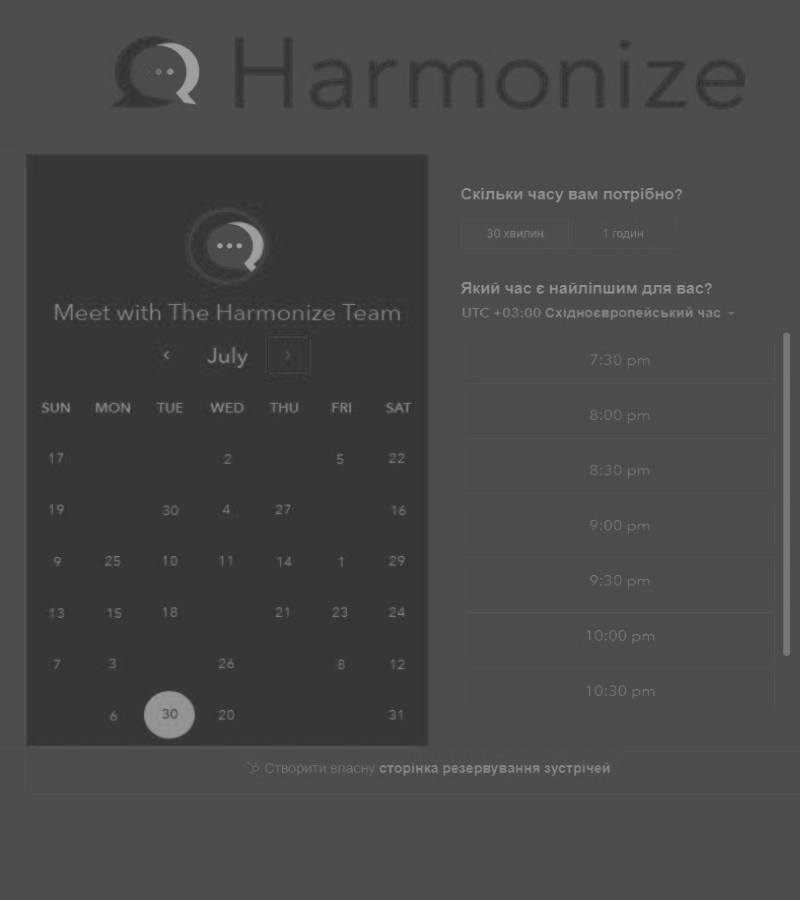 Harmonize
Meet with The Harmonize Team
July
SUN MON TUE WED THU FRI SAT
17 2 5 22
19 30 4 27 16
9 25 10 11 14 1 29
13 15 18 21 23 24
7 3 26 8 12
6 30 20 31
Скільки часу вам потрібно?
30 хвилин 1 годин
Який час є найліпшим для вас?
UTC +03:00 Східноєвропейський час
7:30 pm
8:00 pm
8:30 pm
9:00 pm
9:30 pm
10:00 pm
10:30 pm
Створити власну сторінка резервування зустрічей